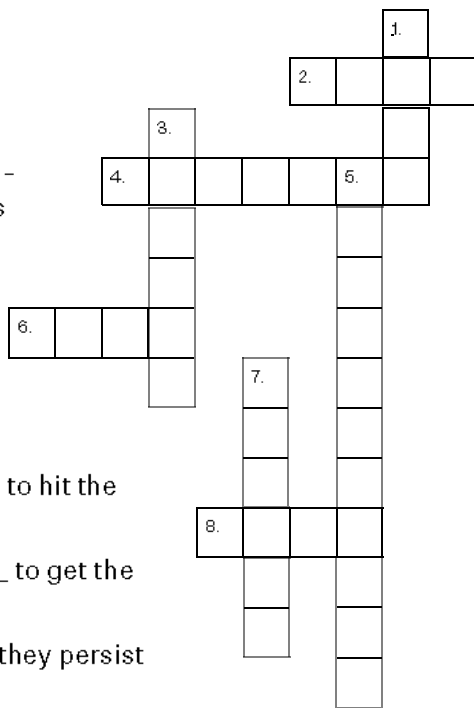 1.
2.
3.
-
4. 5.
s
6.
7.
to hit the
8.
_ to get the
they persist